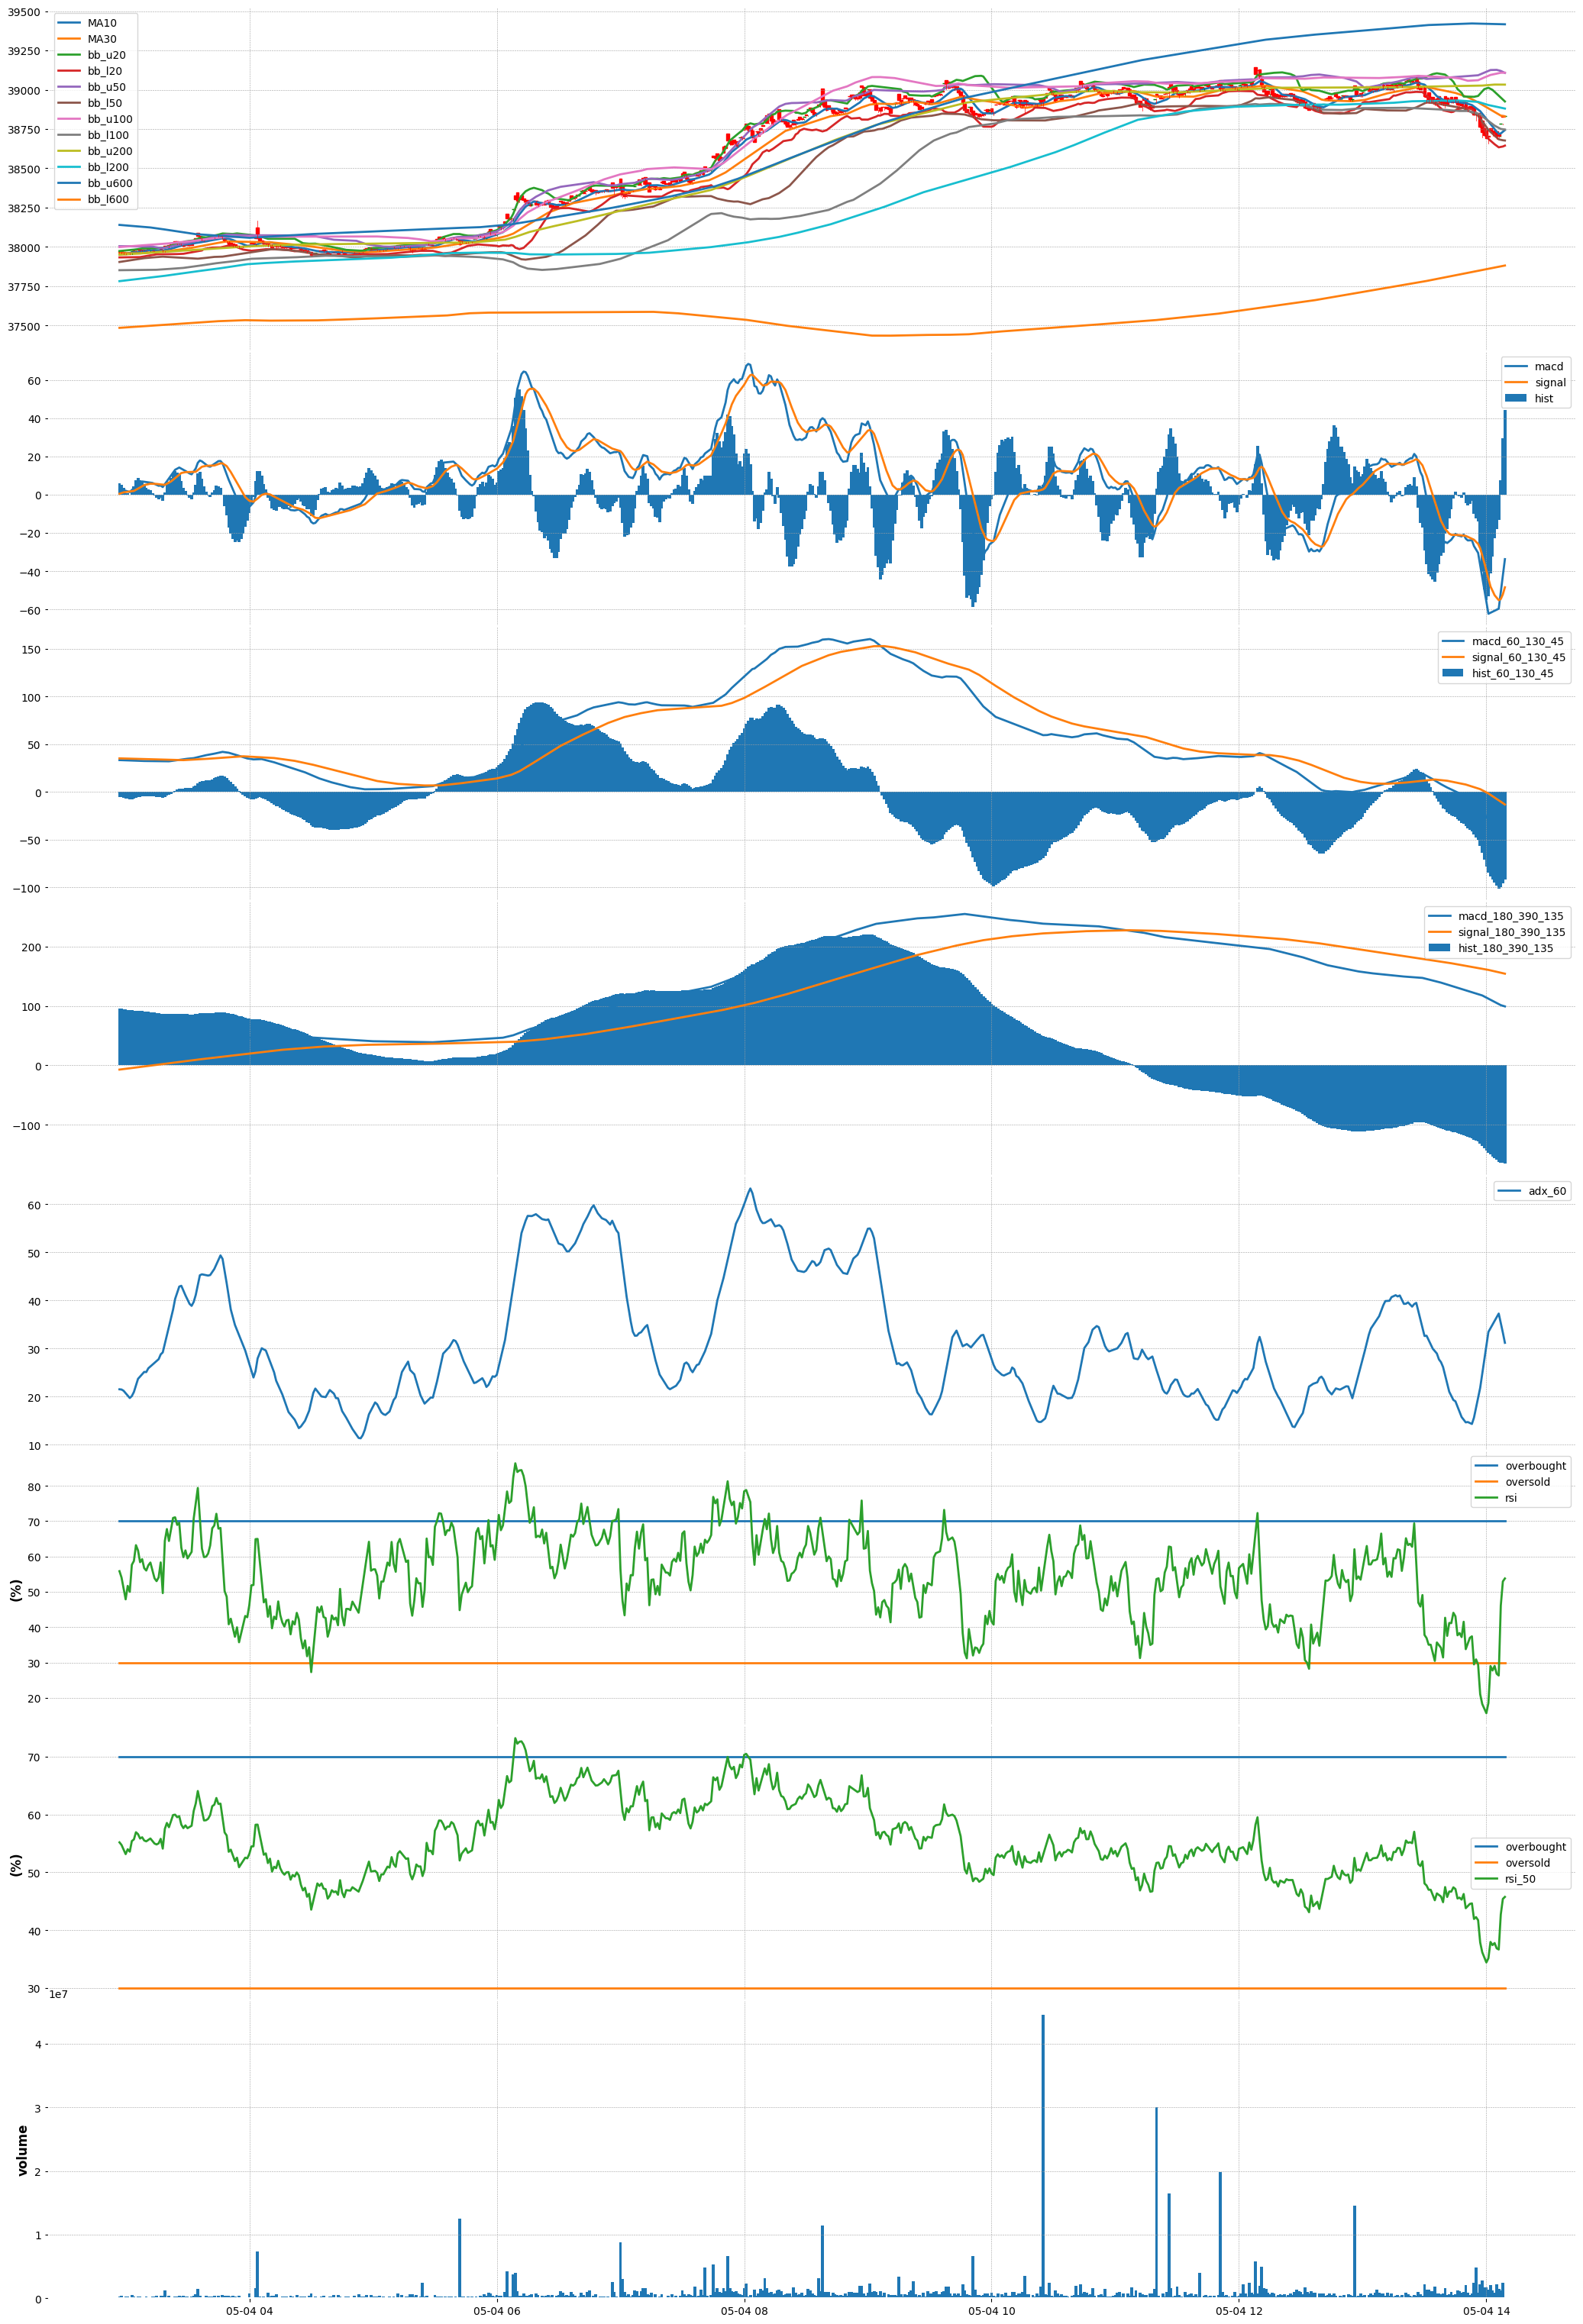 39500
39250
39000
38750
38500
38250
38000
37750
37500
MA10
MA30
bb_u20
bb_l20
bb_u50
bb_l50
bb_u100
bb_l100
bb_u200
bb_l200
bb_u600
bb_l600
60
40
20
0
−20
−40
−60
macd
signal
hist
150
100
50
0
−50
−100
macd_60_130_45
signal_60_130_45
hist_60_130_45
200
100
0
−100
macd_180_390_135
signal_180_390_135
hist_180_390_135
60
50
40
30
20
10
adx_60
80
70
60
50
40
30
20
(%)
overbought
oversold
rsi
70
60
50
40
30
(%)
overbought
oversold
rsi_50
1e7
4
3
2
1
0
volume
05-04 04
05-04 06
05-04 08
05-04 10
05-04 12
05-04 14